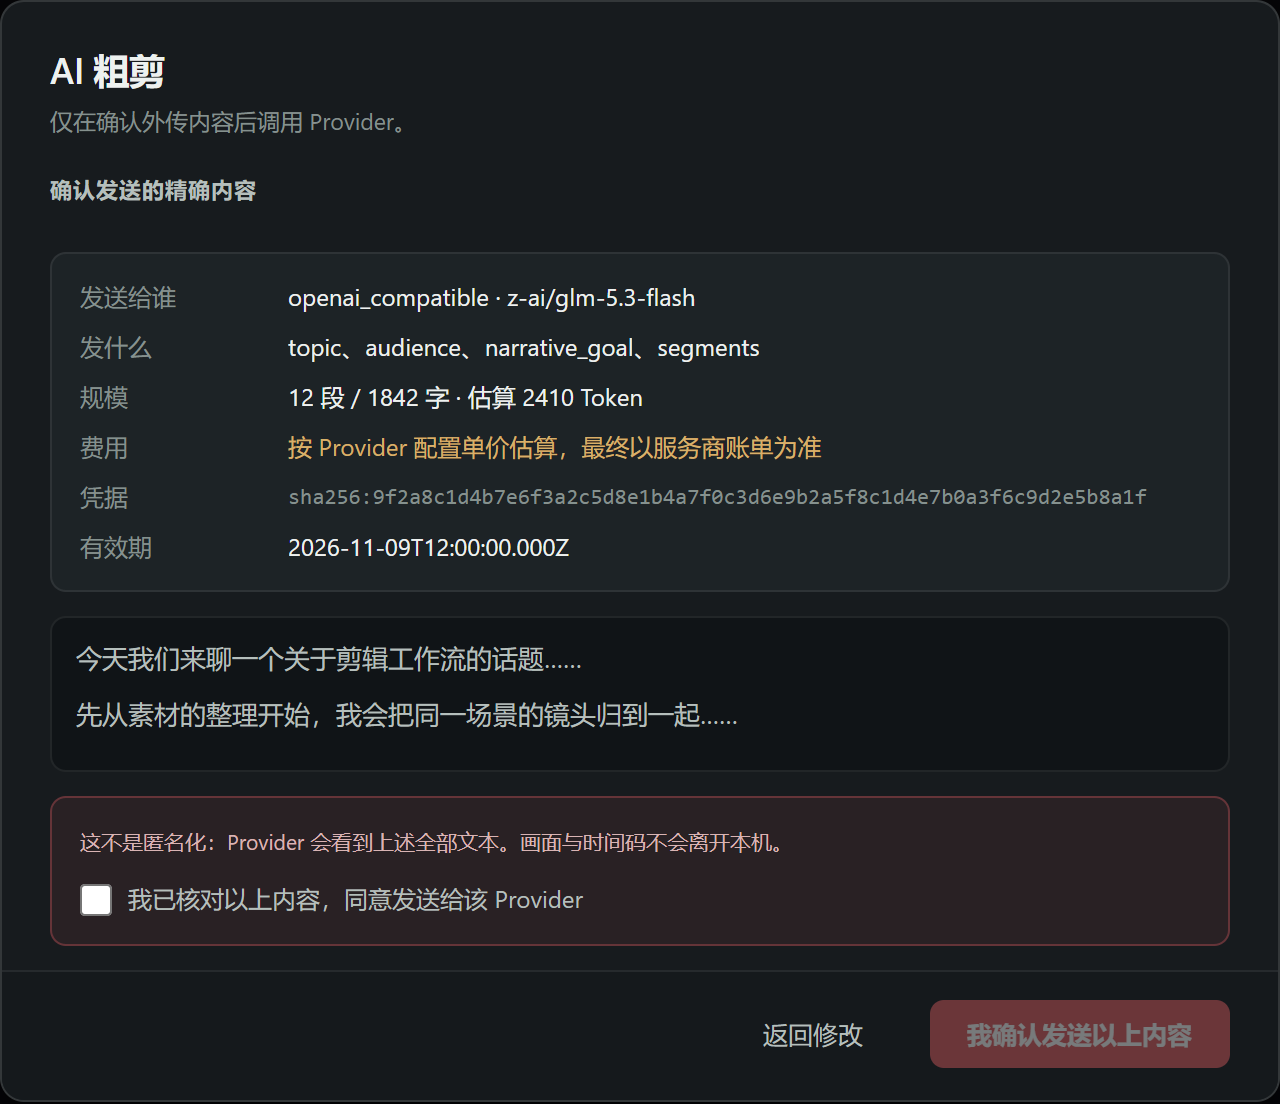 AI 粗剪
仅在确认外传内容后调用 Provider。
确认发送的精确内容
发送给谁 openai_compatible · z-ai/glm-5.3-flash
发什么 topic、audience、narrative_goal、segments
规模 12 段 / 1842 字 · 估算 2410 Token
费用 按 Provider 配置单价估算，最终以服务商账单为准
凭据 sha256:9f2a8c1d4b7e6f3a2c5d8e1b4a7f0c3d6e9b2a5f8c1d4e7b0a3f6c9d2e5b8a1f
有效期 2026-11-09T12:00:00.000Z
今天我们来聊一个关于剪辑工作流的话题……
先从素材的整理开始，我会把同一场景的镜头归到一起……
这不是匿名化：Provider 会看到上述全部文本。画面与时间码不会离开本机。
我已核对以上内容，同意发送给该 Provider
返回修改 我确认发送以上内容